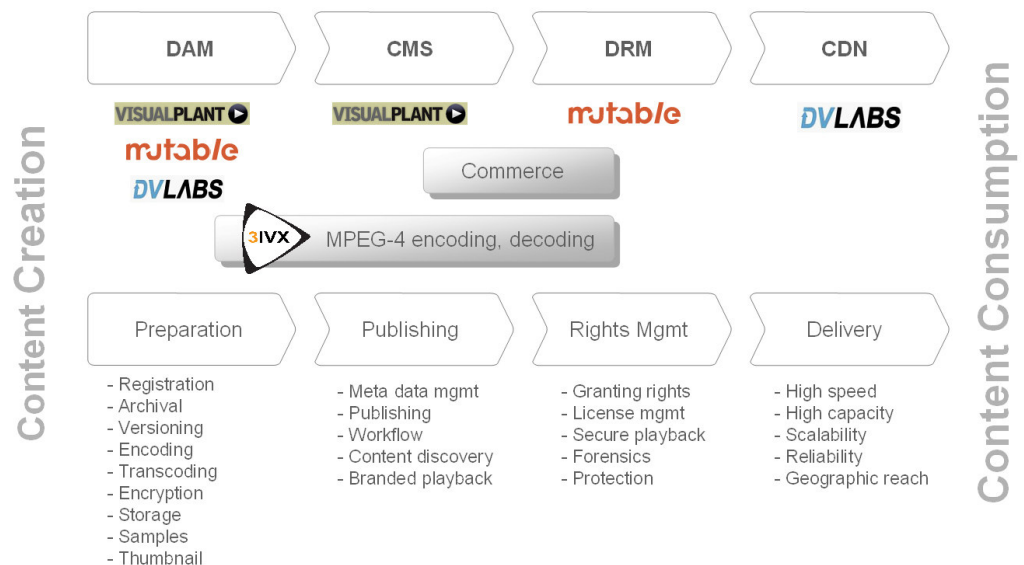 DAM
CMS
DRM
CDN
VISUALPLANT
VISUALPLANT
mutable
DVLABS
mutable
DVLABS
Commerce
3IVX
MPEG-4 encoding, decoding
Content Creation
Content Consumption
Preparation
Publishing
Rights Mgmt
Delivery
- Registration
- Archival
- Versioning
- Encoding
- Transcoding
- Encryption
- Storage
- Samples
- Thumbnail
- Meta data mgmt
- Publishing
- Workflow
- Content discovery
- Branded playback
- Granting rights
- License mgmt
- Secure playback
- Forensics
- Protection
- High speed
- High capacity
- Scalability
- Reliability
- Geographic reach